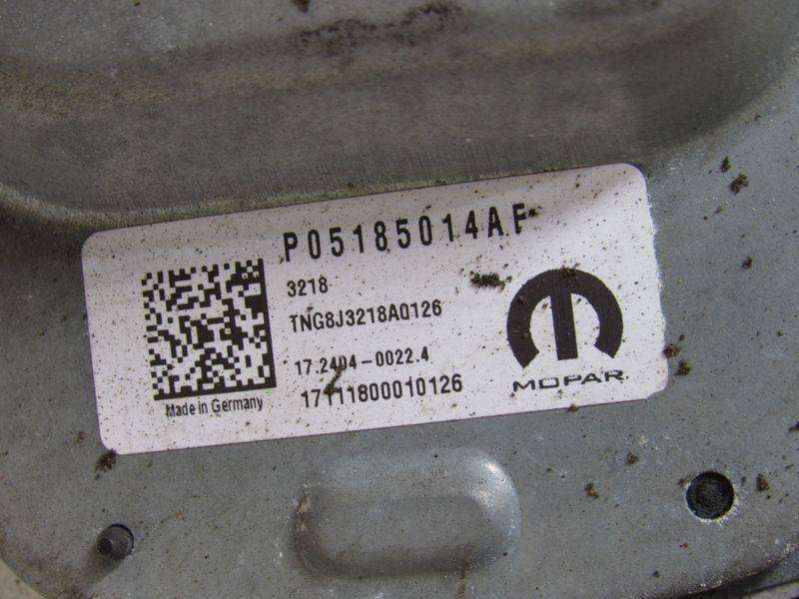 P05185014AF
3218
TNG8J3218A0126
17.2404-0022.4
17111800010126
Made in Germany
MOPAR